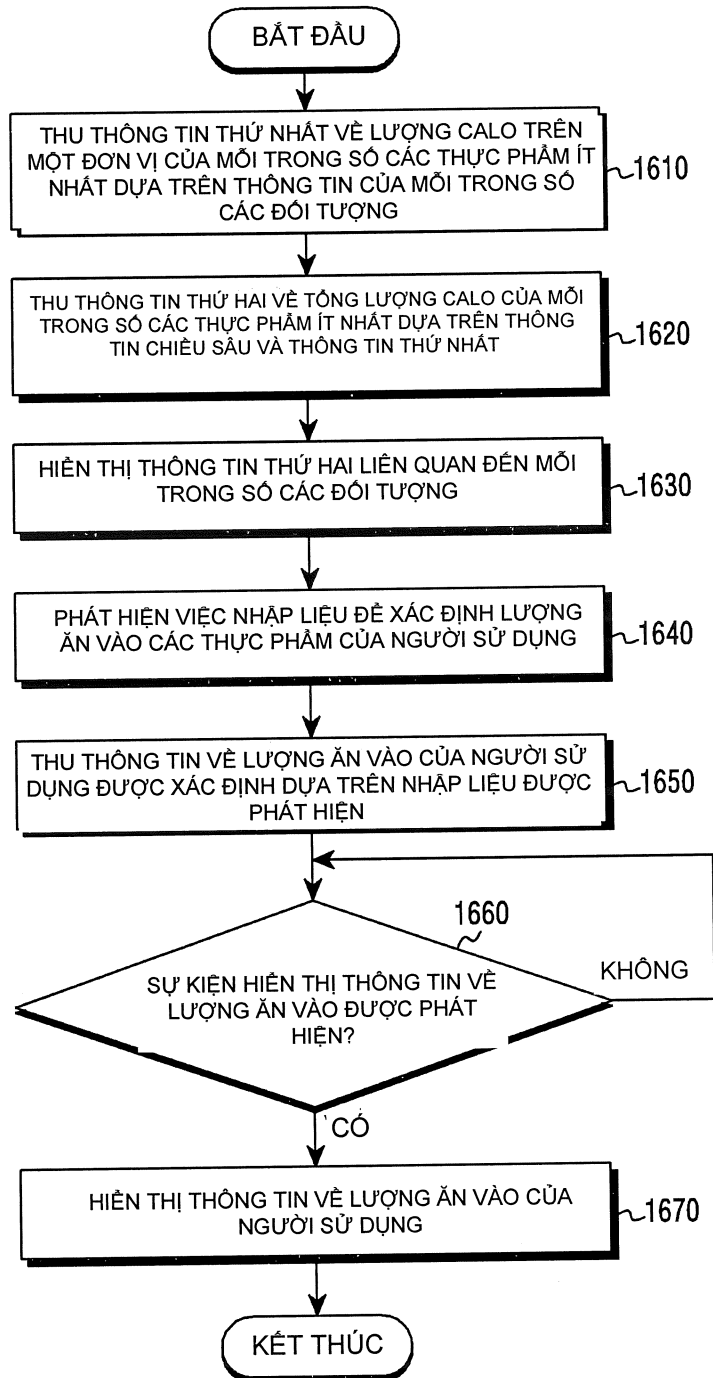 BẮT ĐẦU
THU THÔNG TIN THỨ NHẤT VỀ LƯỢNG CALO TRÊN
MỘT ĐƠN VỊ CỦA MỖI TRONG SỐ CÁC THỰC PHẨM ÍT
NHẤT DỰA TRÊN THÔNG TIN CỦA MỖI TRONG SỐ
CÁC ĐỐI TƯỢNG
1610
THU THÔNG TIN THỨ HAI VỀ TỔNG LƯỢNG CALO CỦA MỖI
TRONG SỐ CÁC THỰC PHẨM ÍT NHẤT DỰA TRÊN THÔNG
TIN CHIỀU SÂU VÀ THÔNG TIN THỨ NHẤT
1620
HIỂN THỊ THÔNG TIN THỨ HAI LIÊN QUAN ĐẾN MỖI
TRONG SỐ CÁC ĐỐI TƯỢNG
1630
PHÁT HIỆN VIỆC NHẬP LIỆU ĐỂ XÁC ĐỊNH LƯỢNG
ĂN VÀO CÁC THỰC PHẨM CỦA NGƯỜI SỬ DỤNG
1640
THU THÔNG TIN VỀ LƯỢNG ĂN VÀO CỦA NGƯỜI SỬ
DỤNG ĐƯỢC XÁC ĐỊNH DỰA TRÊN NHẬP LIỆU ĐƯỢC
PHÁT HIỆN
1650
1660
SỰ KIỆN HIỂN THỊ THÔNG TIN VỀ
LƯỢNG ĂN VÀO ĐƯỢC PHÁT
HIỆN?
KHÔNG
CÓ
HIỂN THỊ THÔNG TIN VỀ LƯỢNG ĂN VÀO CỦA
NGƯỜI SỬ DỤNG
1670
KẾT THÚC